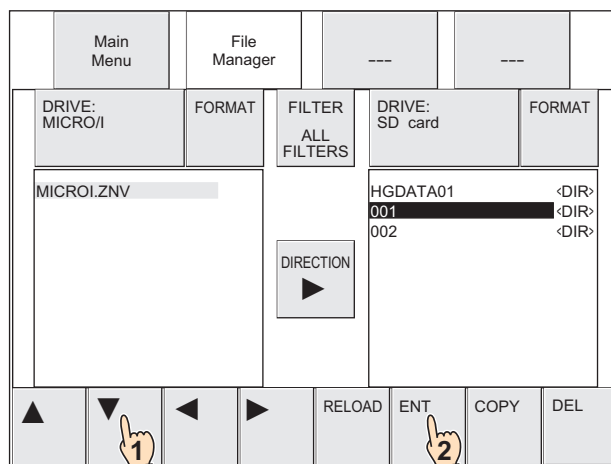 Main
Menu
File
Manager
---
---
DRIVE:
MICRO/I
FORMAT
FILTER
ALL
FILTERS
DRIVE:
SD card
FORMAT
MICROI.ZNV
HGDATA01 <DIR>
001 <DIR>
002 <DIR>
DIRECTION
▶
▲ ▼ ◀ ▶ RELOAD ENT COPY DEL
1 2